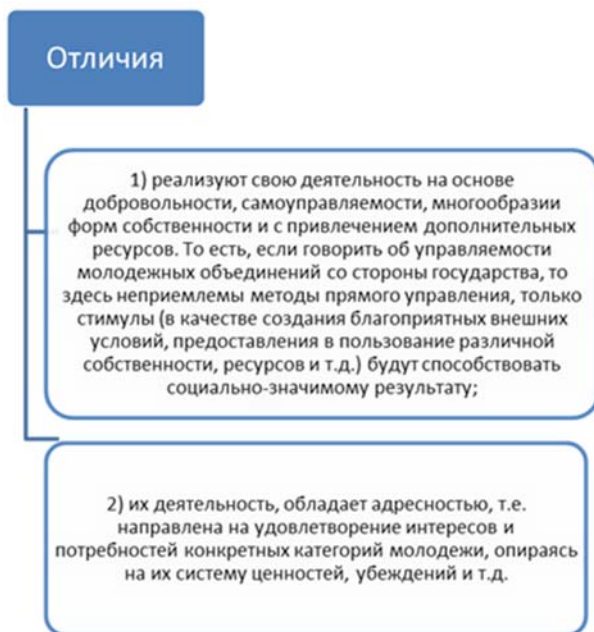 Отличия
1) реализуют свою деятельность на основе
добровольности, самоуправляемости, многообразии
форм собственности и с привлечением дополнительных
ресурсов. То есть, если говорить об управляемости
молодежных объединений со стороны государства, то
здесь неприемлемы методы прямого управления, только
стимулы (в качестве создания благоприятных внешних
условий, предоставления в пользование различной
собственности, ресурсов и т.д.) будут способствовать
социально-значимому результату;
2) их деятельность, обладает адресностью, т.е.
направлена на удовлетворение интересов и
потребностей конкретных категорий молодежи, опираясь
на их систему ценностей, убеждений и т.д.